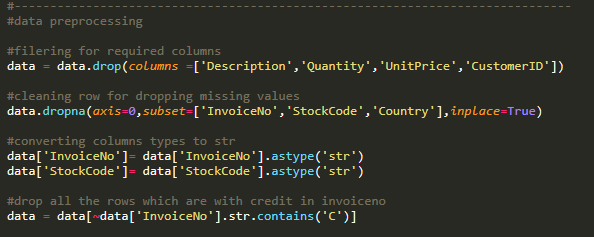 #-----------------------------------------------------------------------------
#data preprocessing
#filering for required columns
data = data.drop(columns =['Description','Quantity','UnitPrice','CustomerID'])
#cleaning row for dropping missing values
data.dropna(axis=0,subset=['InvoiceNo','StockCode','Country'],inplace=True)
#converting columns types to str
data['InvoiceNo']= data['InvoiceNo'].astype('str')
data['StockCode']= data['StockCode'].astype('str')
#drop all the rows which are with credit in invoiceno
data = data[~data['InvoiceNo'].str.contains('C')]